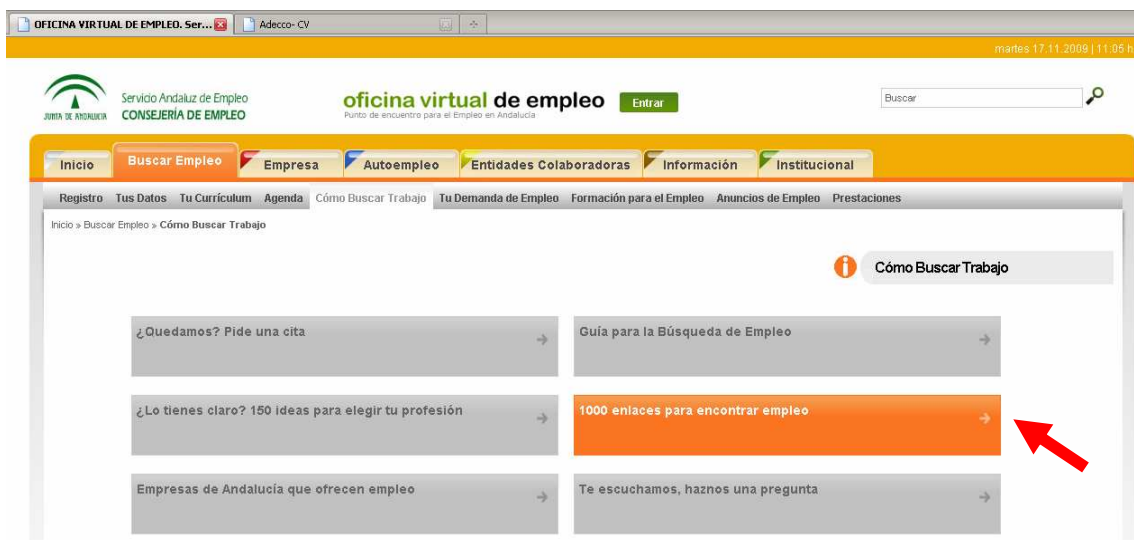 OFICINA VIRTUAL DE EMPLEO. Ser... Adecco- CV
martes 17.11.2009 | 11:05 h
JUNTA DE ANDALUCIA
Servicio Andaluz de Empleo
CONSEJERÍA DE EMPLEO
oficina virtual de empleo
Punto de encuentro para el Empleo en Andalucía
Entrar
Buscar
Inicio Buscar Empleo Empresa Autoempleo Entidades Colaboradoras Información Institucional
Registro Tus Datos Tu Currículum Agenda Cómo Buscar Trabajo Tu Demanda de Empleo Formación para el Empleo Anuncios de Empleo Prestaciones
Inicio » Buscar Empleo » Cómo Buscar Trabajo
Cómo Buscar Trabajo
¿Quedamos? Pide una cita
Guía para la Búsqueda de Empleo
¿Lo tienes claro? 150 ideas para elegir tu profesión
1000 enlaces para encontrar empleo
Empresas de Andalucía que ofrecen empleo
Te escuchamos, haznos una pregunta